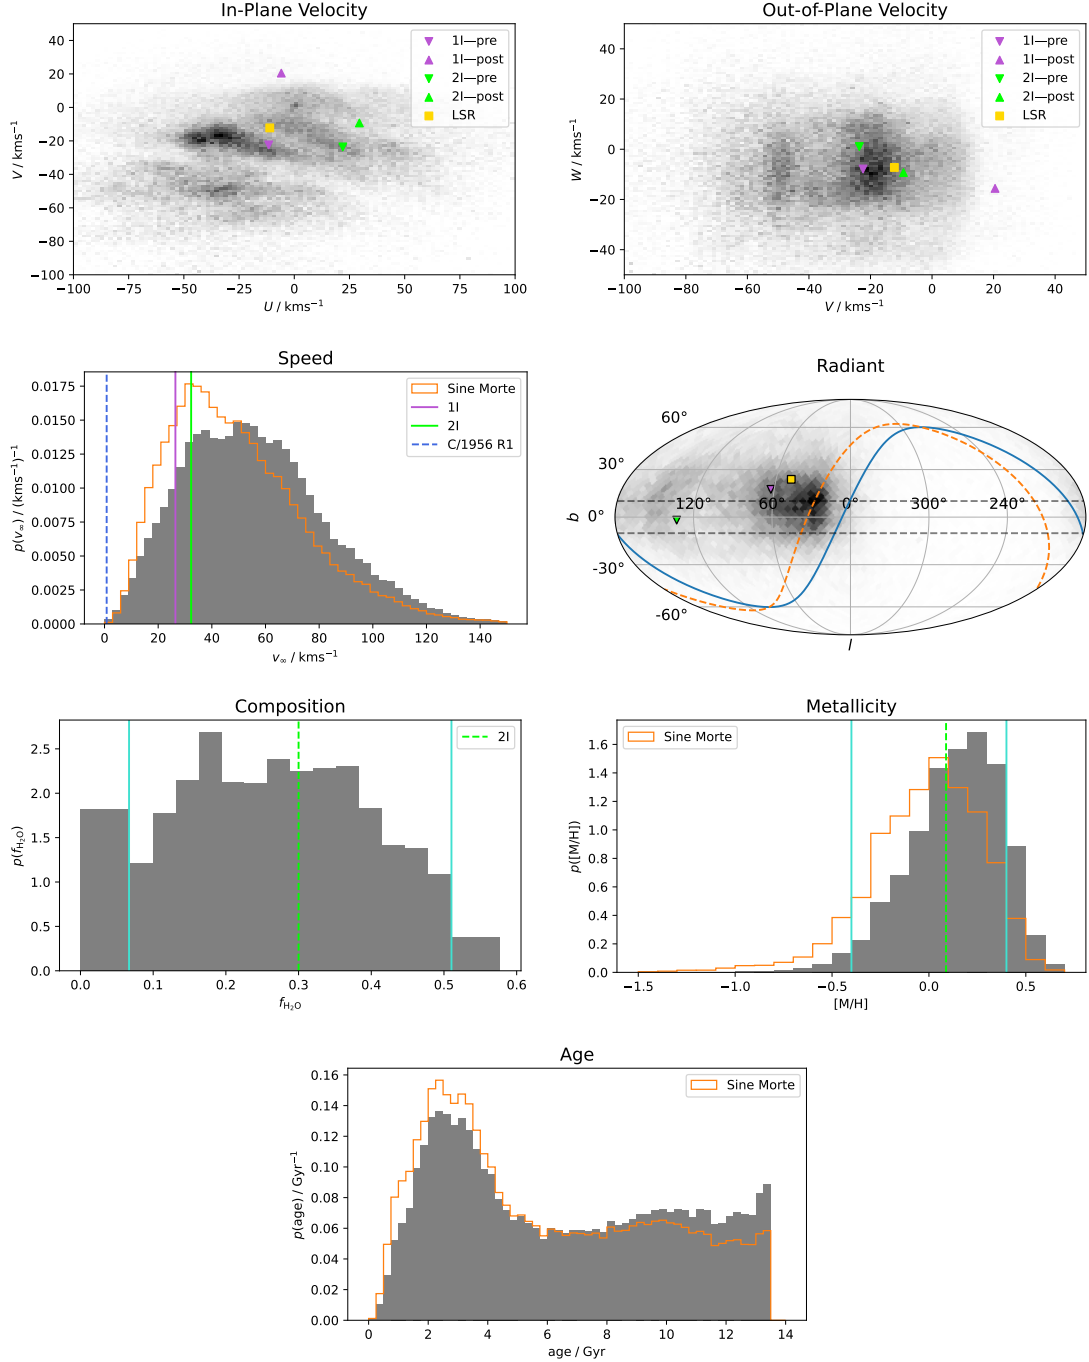 In-Plane Velocity
1I—pre
1I—post
2I—pre
2I—post
LSR
40
20
0
−20
−40
−60
−80
−100
V / kms⁻¹
−100 −75 −50 −25 0 25 50 75 100
U / kms⁻¹
Out-of-Plane Velocity
1I—pre
1I—post
2I—pre
2I—post
LSR
40
20
0
−20
−40
W / kms⁻¹
−100 −80 −60 −40 −20 0 20 40
V / kms⁻¹
Speed
Sine Morte
1I
2I
C/1956 R1
0.0175
0.0150
0.0125
0.0100
0.0075
0.0050
0.0025
0.0000
p(v∞) / (kms⁻¹)⁻¹
0 20 40 60 80 100 120 140
v∞ / kms⁻¹
Radiant
60°
30°
0°
-30°
-60°
b
120° 60° 0° 300° 240°
l
Composition
2I
2.5
2.0
1.5
1.0
0.5
0.0
p(f_H₂O)
0.0 0.1 0.2 0.3 0.4 0.5 0.6
f_H₂O
Metallicity
Sine Morte
1.6
1.4
1.2
1.0
0.8
0.6
0.4
0.2
0.0
p([M/H])
−1.5 −1.0 −0.5 0.0 0.5
[M/H]
Age
Sine Morte
0.16
0.14
0.12
0.10
0.08
0.06
0.04
0.02
0.00
p(age) / Gyr⁻¹
0 2 4 6 8 10 12 14
age / Gyr